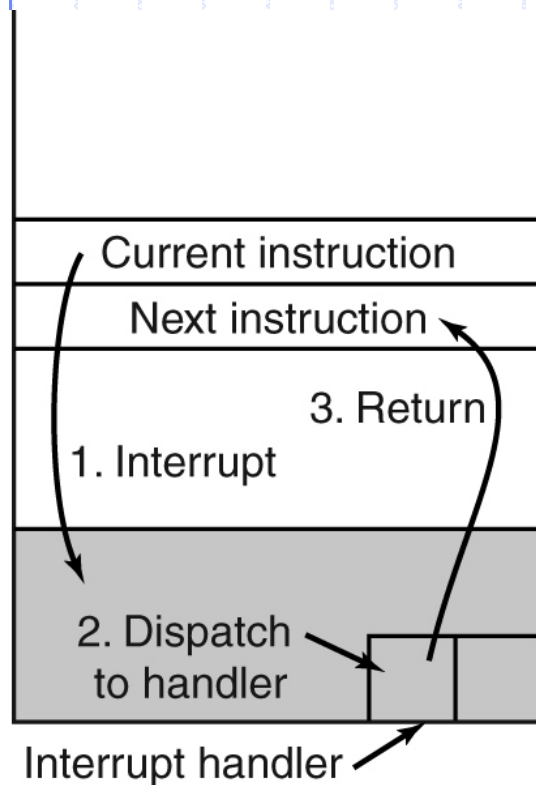 Current instruction
Next instruction
3. Return
1. Interrupt
2. Dispatch
to handler
Interrupt handler